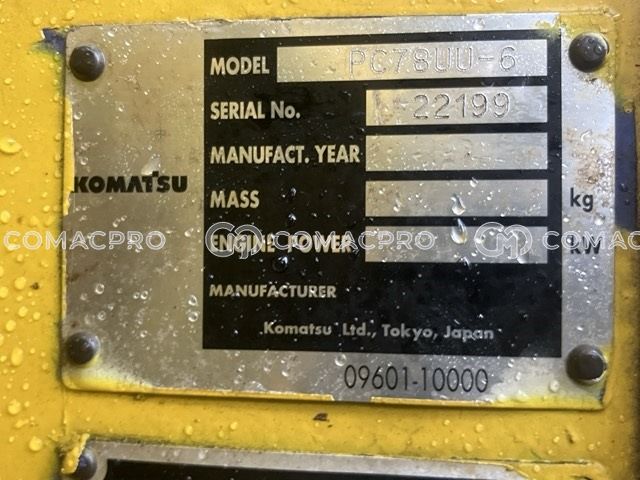 MODEL PC78UU-6
SERIAL No. 22199
MANUFACT. YEAR
KOMATSU
MASS kg
COMACPRO COMACPRO COMAC
ENGINE POWER kW
MANUFACTURER
Komatsu Ltd., Tokyo, Japan
09601-10000